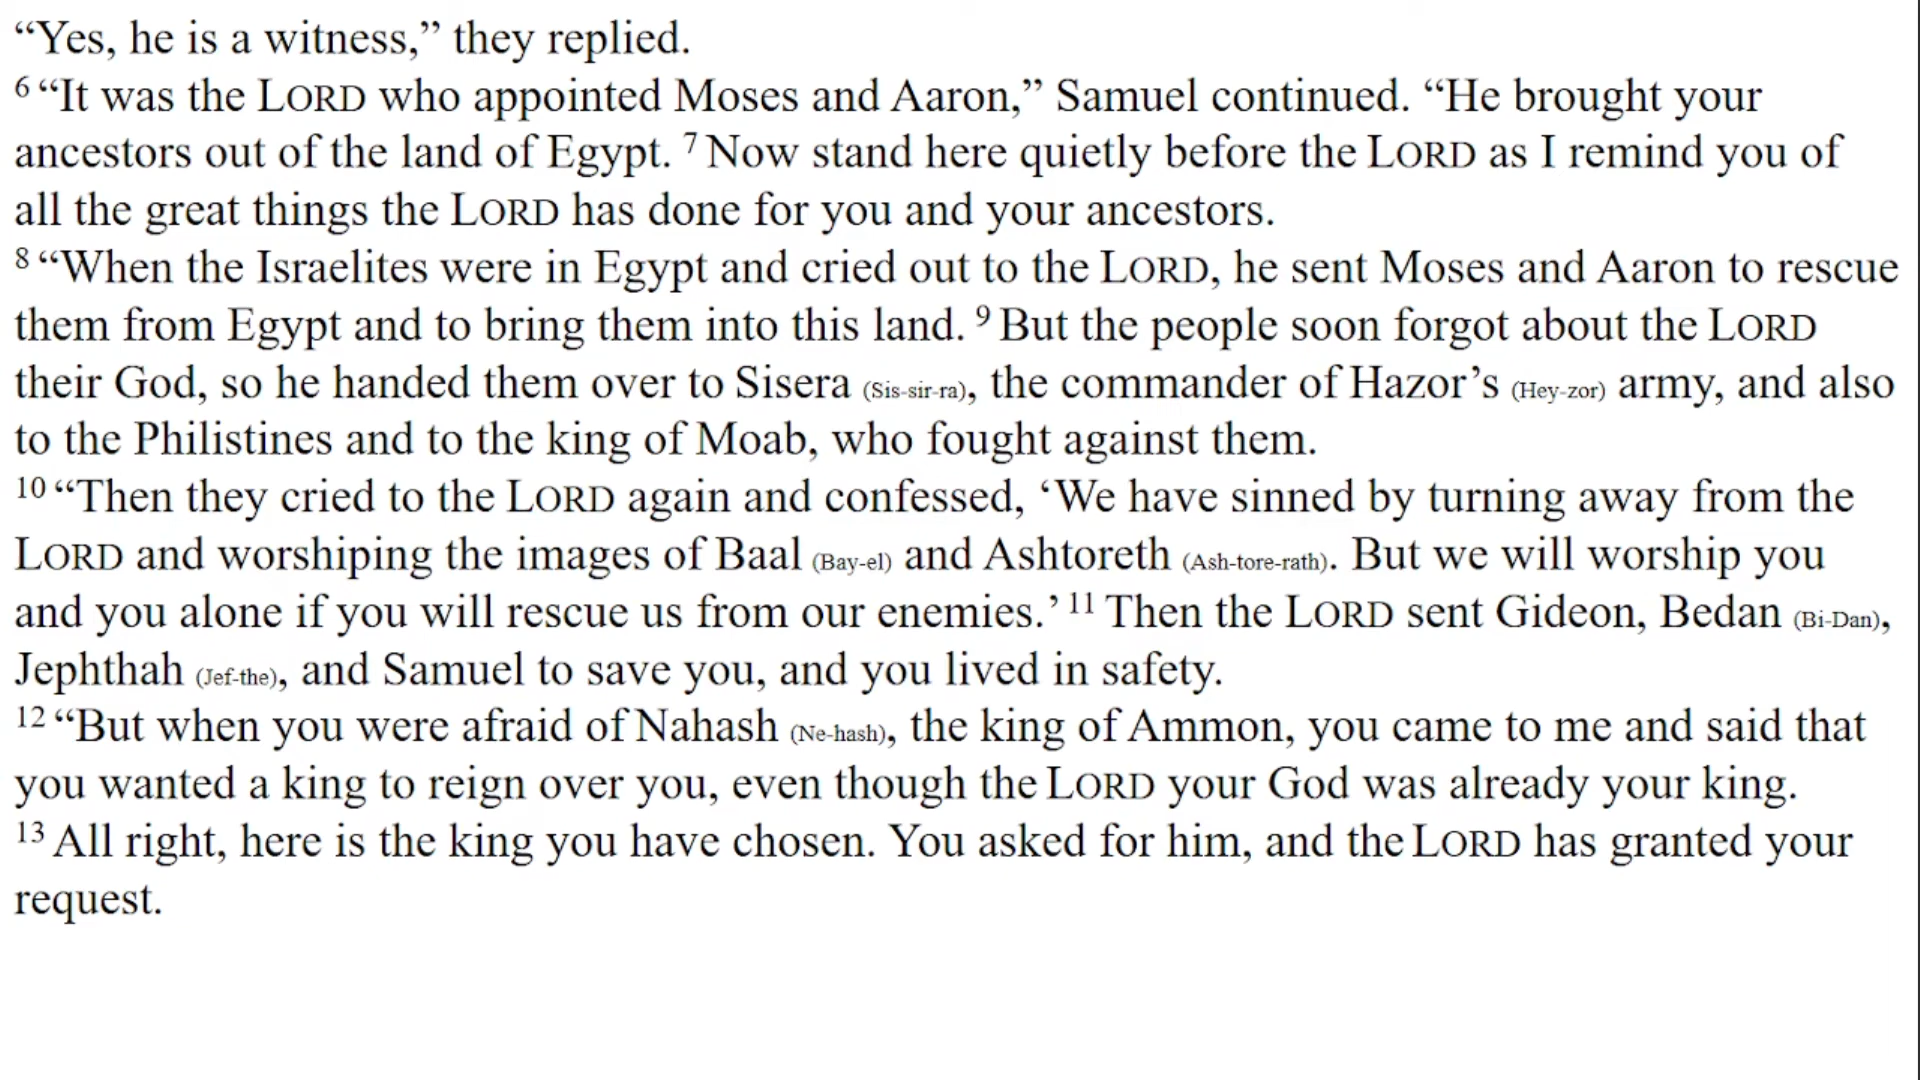 “Yes, he is a witness,” they replied.
6 “It was the LORD who appointed Moses and Aaron,” Samuel continued. “He brought your
ancestors out of the land of Egypt. 7 Now stand here quietly before the LORD as I remind you of
all the great things the LORD has done for you and your ancestors.
8 “When the Israelites were in Egypt and cried out to the LORD, he sent Moses and Aaron to rescue
them from Egypt and to bring them into this land. 9 But the people soon forgot about the LORD
their God, so he handed them over to Sisera (Sis-sir-ra), the commander of Hazor’s (Hey-zor) army, and also
to the Philistines and to the king of Moab, who fought against them.
10 “Then they cried to the LORD again and confessed, ‘We have sinned by turning away from the
LORD and worshiping the images of Baal (Bay-el) and Ashtoreth (Ash-tore-rath). But we will worship you
and you alone if you will rescue us from our enemies.’ 11 Then the LORD sent Gideon, Bedan (Bi-Dan),
Jephthah (Jef-the), and Samuel to save you, and you lived in safety.
12 “But when you were afraid of Nahash (Ne-hash), the king of Ammon, you came to me and said that
you wanted a king to reign over you, even though the LORD your God was already your king.
13 All right, here is the king you have chosen. You asked for him, and the LORD has granted your
request.